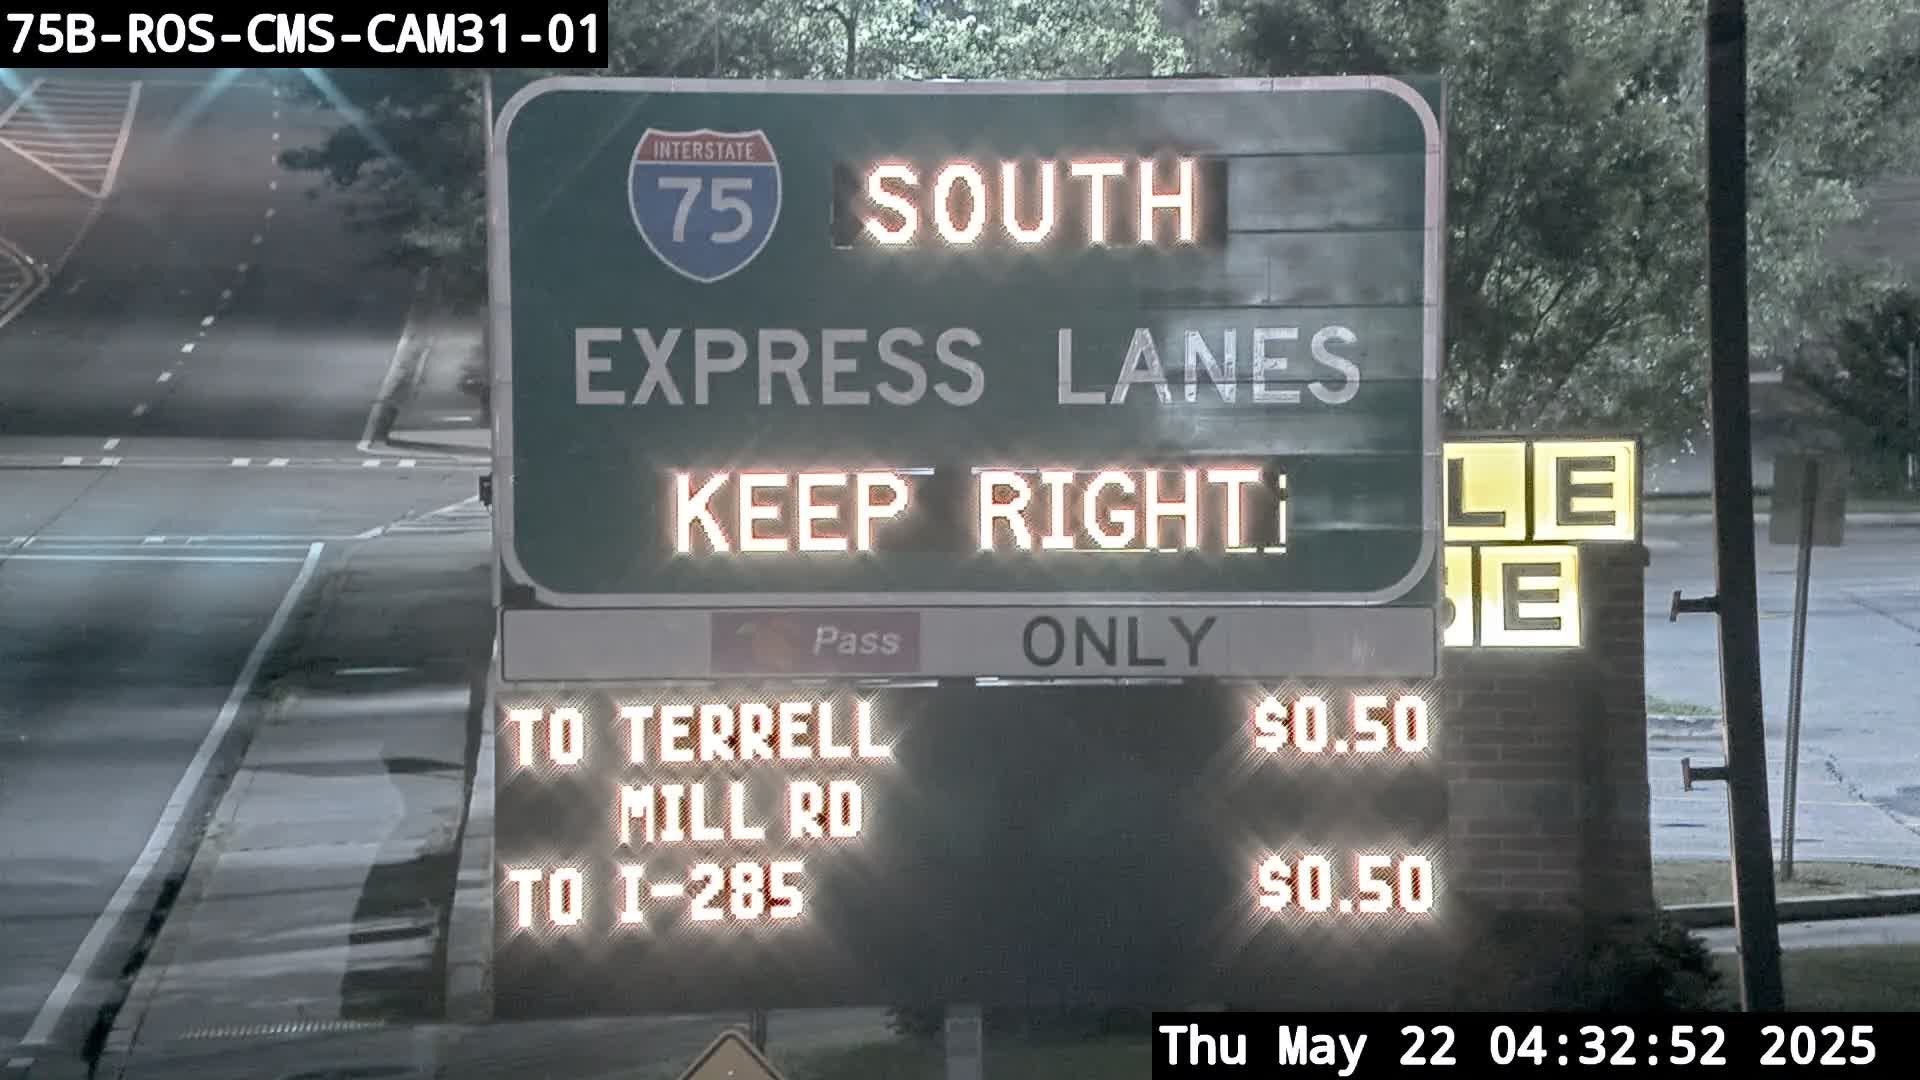 75B-ROS-CMS-CAM31-01
INTERSTATE
75
SOUTH
EXPRESS LANES
KEEP RIGHT
Pass
ONLY
TO TERRELL $0.50
MILL RD
TO I-285 $0.50
LE
E
Thu May 22 04:32:52 2025